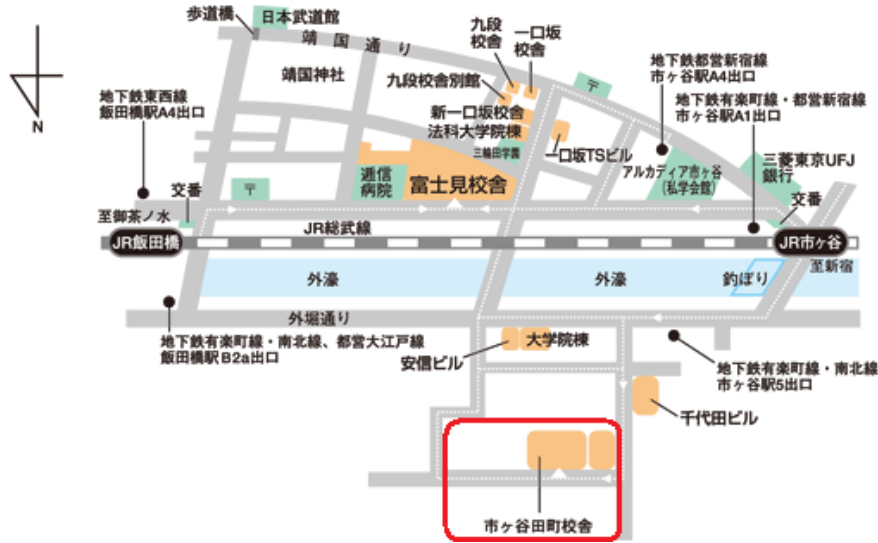 歩道橋
日本武道館
靖国通り
靖国神社
九段
校舎
一口坂
校舎
九段校舎別館
新一口坂校舎
法科大学院棟
三輪田学園
一口坂TSビル
地下鉄都営新宿線
市ヶ谷駅A4出口
地下鉄有楽町線・都営新宿線
市ヶ谷駅A1出口
地下鉄東西線
飯田橋駅A4出口
アルカディア市ヶ谷
(私学会館)
三菱東京UFJ
銀行
交番
〒
〒
逓信
病院
富士見校舎
交番
至御茶ノ水
JR飯田橋
JR総武線
JR市ヶ谷
至新宿
外濠
外濠
釣ぼり
外堀通り
地下鉄有楽町線・南北線、都営大江戸線
飯田橋駅B2a出口
安信ビル
大学院棟
地下鉄有楽町線・南北線
市ヶ谷駅5出口
千代田ビル
市ヶ谷田町校舎
N